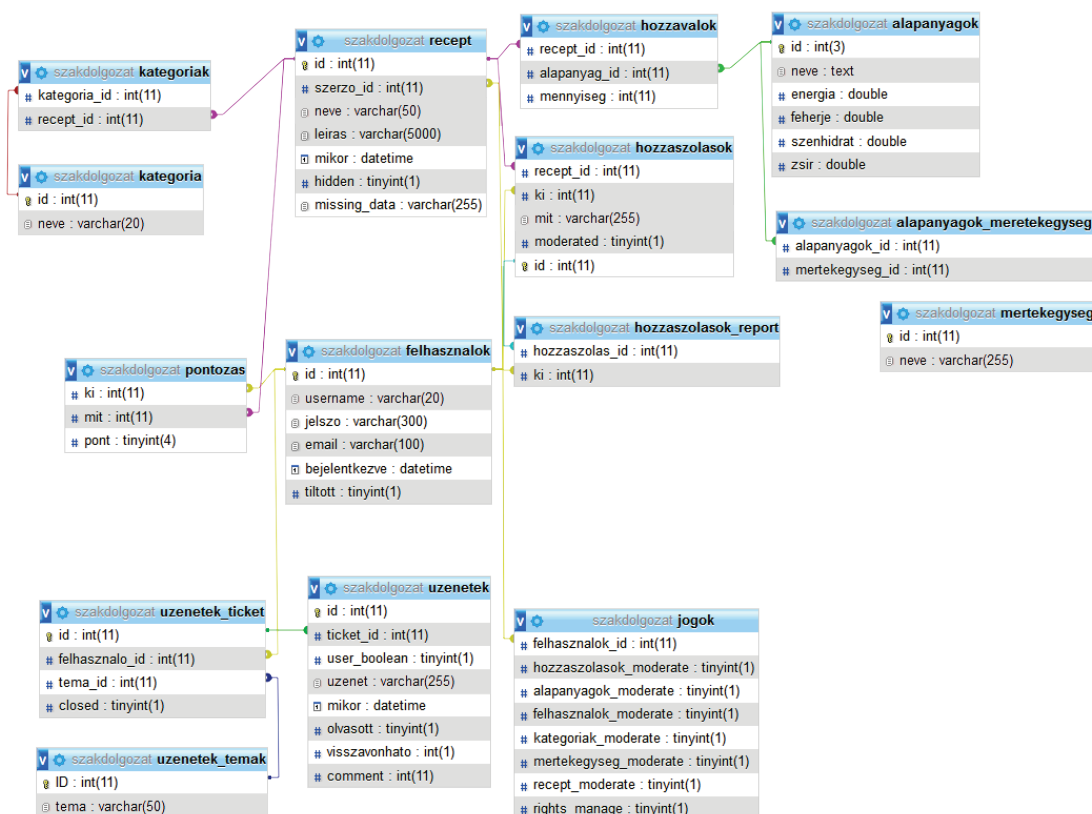 szakdolgozat kategoriak
kategoria_id : int(11)
recept_id : int(11)
szakdolgozat kategoria
id : int(11)
neve : varchar(20)
szakdolgozat recept
id : int(11)
szerzo_id : int(11)
neve : varchar(50)
leiras : varchar(5000)
mikor : datetime
hidden : tinyint(1)
missing_data : varchar(255)
szakdolgozat hozzavalok
recept_id : int(11)
alapanyag_id : int(11)
mennyiseg : int(11)
szakdolgozat alapanyagok
id : int(3)
neve : text
energia : double
feherje : double
szenhidrat : double
zsir : double
szakdolgozat hozzaszolasok
recept_id : int(11)
ki : int(11)
mit : varchar(255)
moderated : tinyint(1)
id : int(11)
szakdolgozat alapanyagok_meretekegyseg
alapanyagok_id : int(11)
mertekegyseg_id : int(11)
szakdolgozat mertekegyseg
id : int(11)
neve : varchar(255)
szakdolgozat hozzaszolasok_report
hozzaszolas_id : int(11)
ki : int(11)
szakdolgozat felhasznalok
id : int(11)
username : varchar(20)
jelszo : varchar(300)
email : varchar(100)
bejelentkezve : datetime
tiltott : tinyint(1)
szakdolgozat pontozas
ki : int(11)
mit : int(11)
pont : tinyint(4)
szakdolgozat uzenetek_ticket
id : int(11)
felhasznalo_id : int(11)
tema_id : int(11)
closed : tinyint(1)
szakdolgozat uzenetek_temak
ID : int(11)
tema : varchar(50)
szakdolgozat uzenetek
id : int(11)
ticket_id : int(11)
user_boolean : tinyint(1)
uzenet : varchar(255)
mikor : datetime
olvasott : tinyint(1)
visszavonhato : int(1)
comment : int(11)
szakdolgozat jogok
felhasznalok_id : int(11)
hozzaszolasok_moderate : tinyint(1)
alapanyagok_moderate : tinyint(1)
felhasznalok_moderate : tinyint(1)
kategoriak_moderate : tinyint(1)
mertekegyseg_moderate : tinyint(1)
recept_moderate : tinyint(1)
rights_manage : tinyint(1)